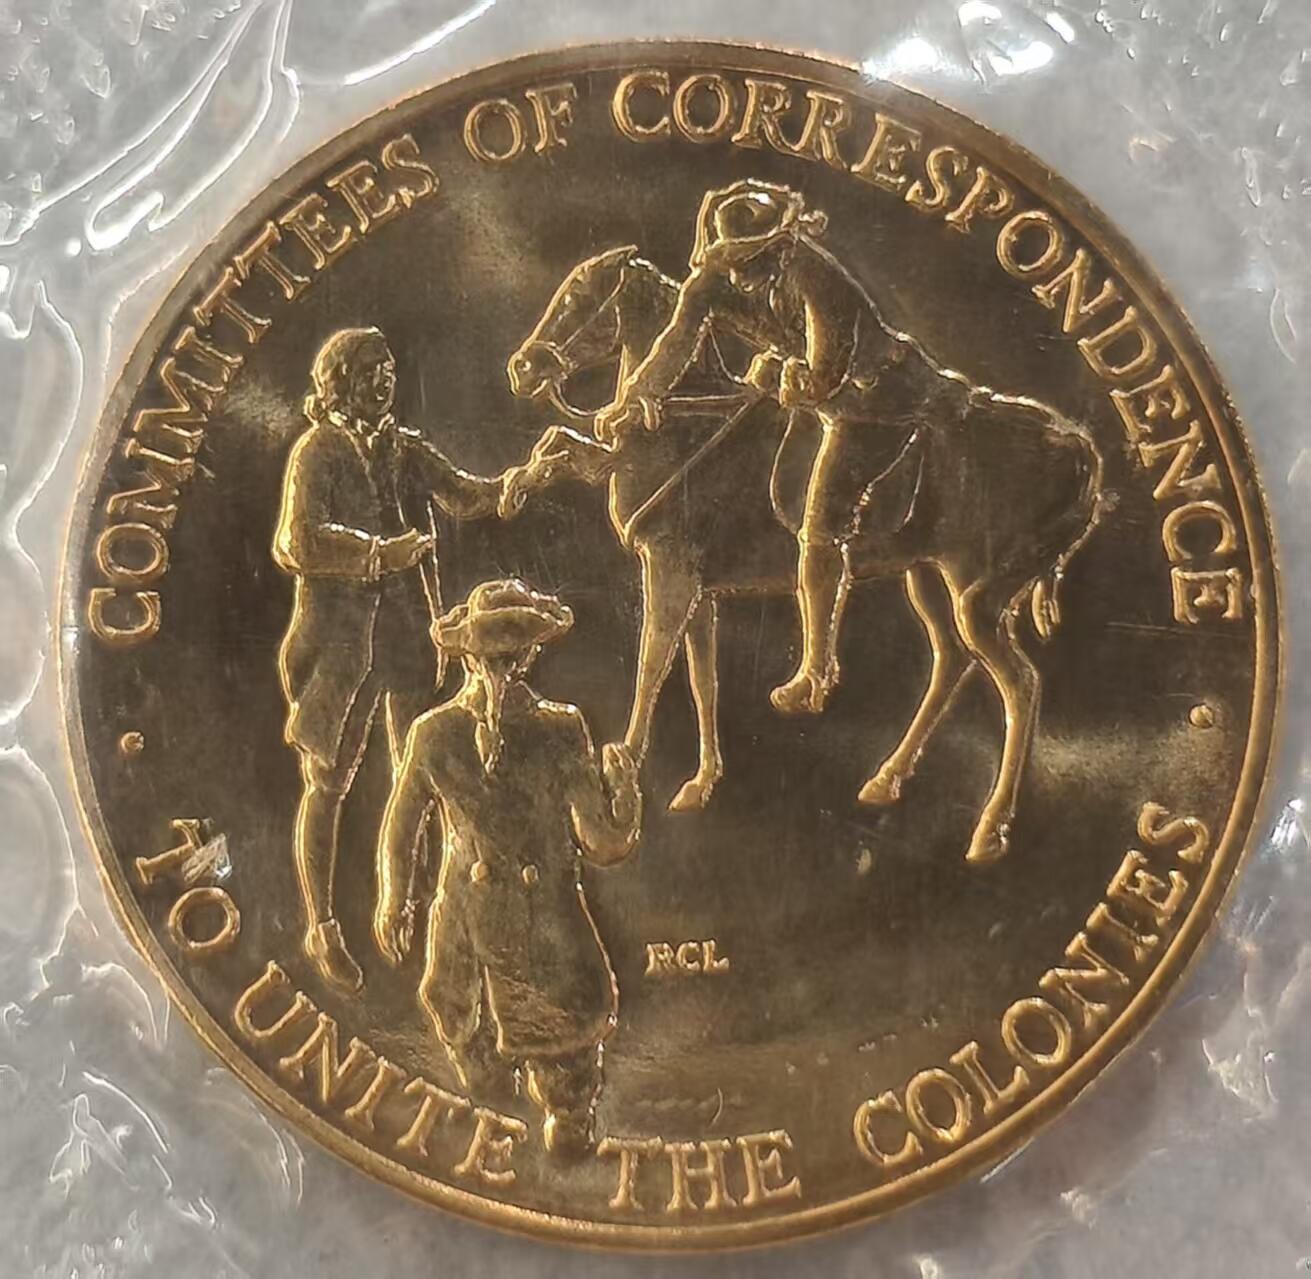 COMMITTEES OF CORRESPONDENCE
RCL
TO UNITE THE COLONIES